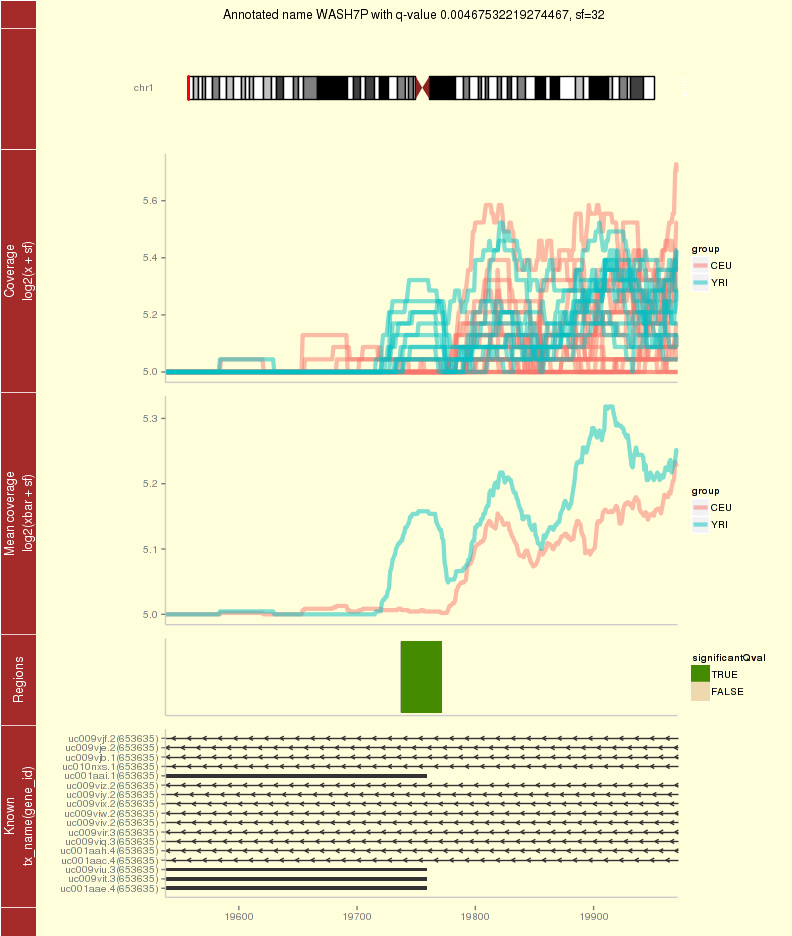 Annotated name WASH7P with q-value 0.00467532219274467, sf=32
chr1
Coverage
log2(x + sf)
5.6
5.4
5.2
5.0
group
CEU
YRI
Mean coverage
log2(xbar + sf)
5.3
5.2
5.1
5.0
group
CEU
YRI
Regions
significantQval
TRUE
FALSE
Known
tx_name(gene_id)
uc009vjf.2(653635)
uc009vje.2(653635)
uc009vjb.1(653635)
uc010nxs.1(653635)
uc001aai.1(653635)
uc009viz.2(653635)
uc009viy.2(653635)
uc009vix.2(653635)
uc009viw.2(653635)
uc009viv.2(653635)
uc009vir.3(653635)
uc009viq.3(653635)
uc001aah.4(653635)
uc001aac.4(653635)
uc009viu.3(653635)
uc009vit.3(653635)
uc001aae.4(653635)
19600
19700
19800
19900